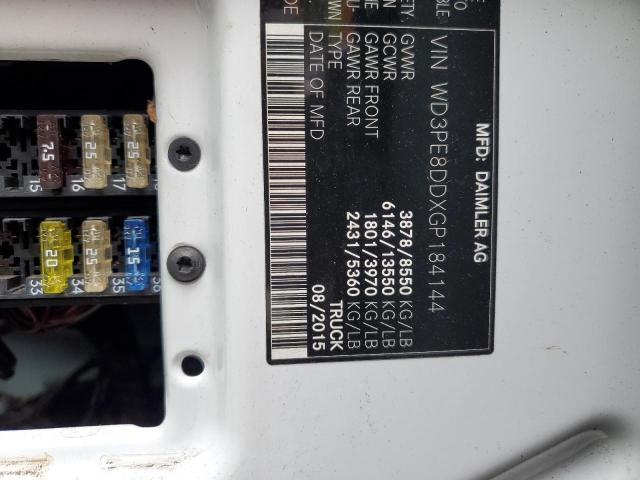 MFD: DAIMLER AG
VIN WD3PE8DDXGP184144
GVWR 3878/8550 KG/LB
GCWR 6146/13550 KG/LB
GAWR FRONT 1801/3970 KG/LB
GAWR REAR 2431/5360 KG/LB
TYPE TRUCK
DATE OF MFD 08/2015
7.5 25 25
15 16 17
20 25 15
33 34 35 36